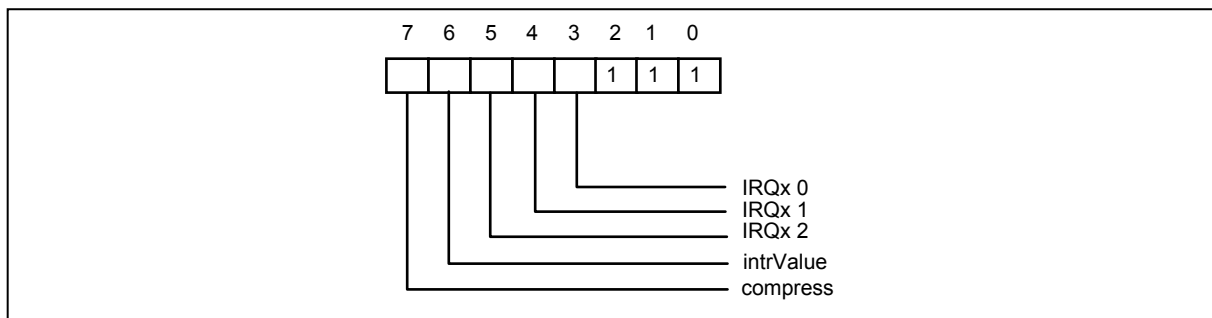 7 6 5 4 3 2 1 0
1 1 1
IRQx 0
IRQx 1
IRQx 2
intrValue
compress